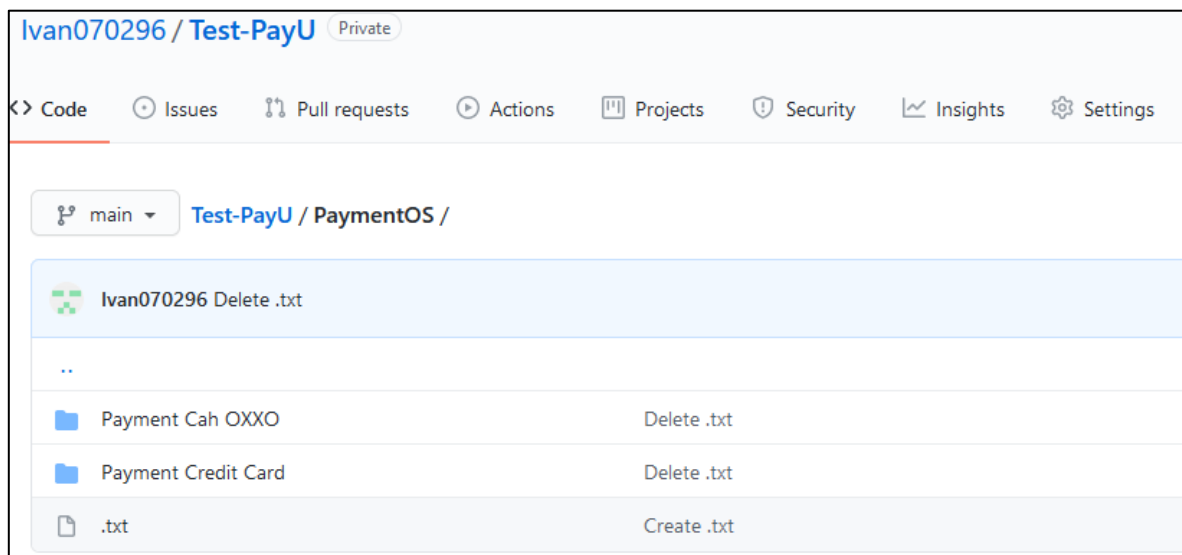 Ivan070296 / Test-PayU Private
<> Code Issues Pull requests Actions Projects Security Insights Settings
main Test-PayU / PaymentOS /
Ivan070296 Delete .txt
..
Payment Cah OXXO Delete .txt
Payment Credit Card Delete .txt
.txt Create .txt